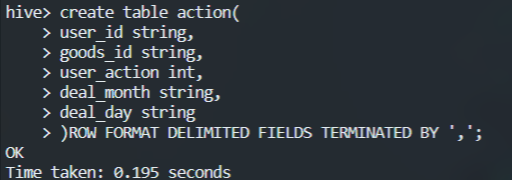 hive> create table action(
    > user_id string,
    > goods_id string,
    > user_action int,
    > deal_month string,
    > deal_day string
    > )ROW FORMAT DELIMITED FIELDS TERMINATED BY ',';
OK
Time taken: 0.195 seconds